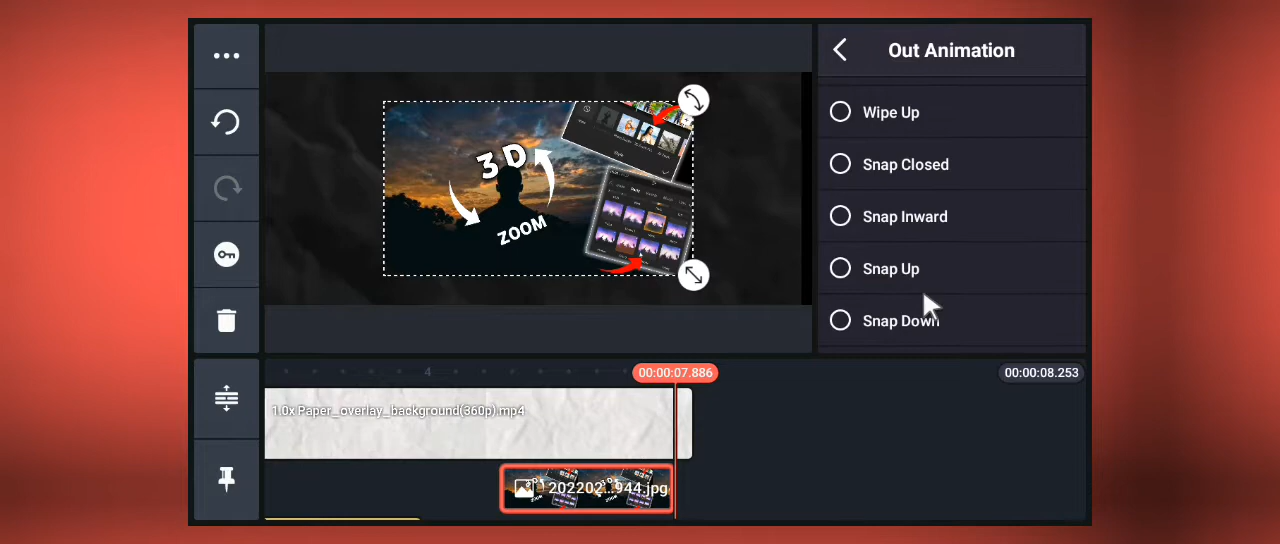 Out Animation
Wipe Up
Snap Closed
Snap Inward
Snap Up
Snap Down
3 D
ZOOM
Style
00:00:07.886
00:00:08.253
4
1.0x Paper_overlay_background(360p).mp4
202202...944.jpg